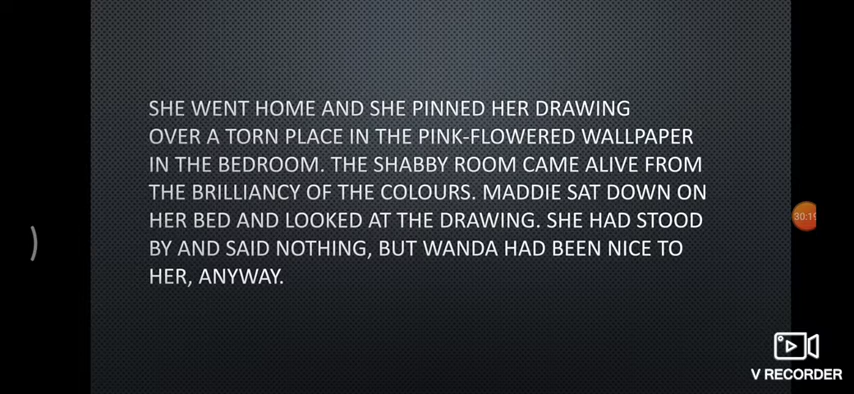 SHE WENT HOME AND SHE PINNED HER DRAWING
OVER A TORN PLACE IN THE PINK-FLOWERED WALLPAPER
IN THE BEDROOM. THE SHABBY ROOM CAME ALIVE FROM
THE BRILLIANCY OF THE COLOURS. MADDIE SAT DOWN ON
HER BED AND LOOKED AT THE DRAWING. SHE HAD STOOD
BY AND SAID NOTHING, BUT WANDA HAD BEEN NICE TO
HER, ANYWAY.
30:19
V RECORDER